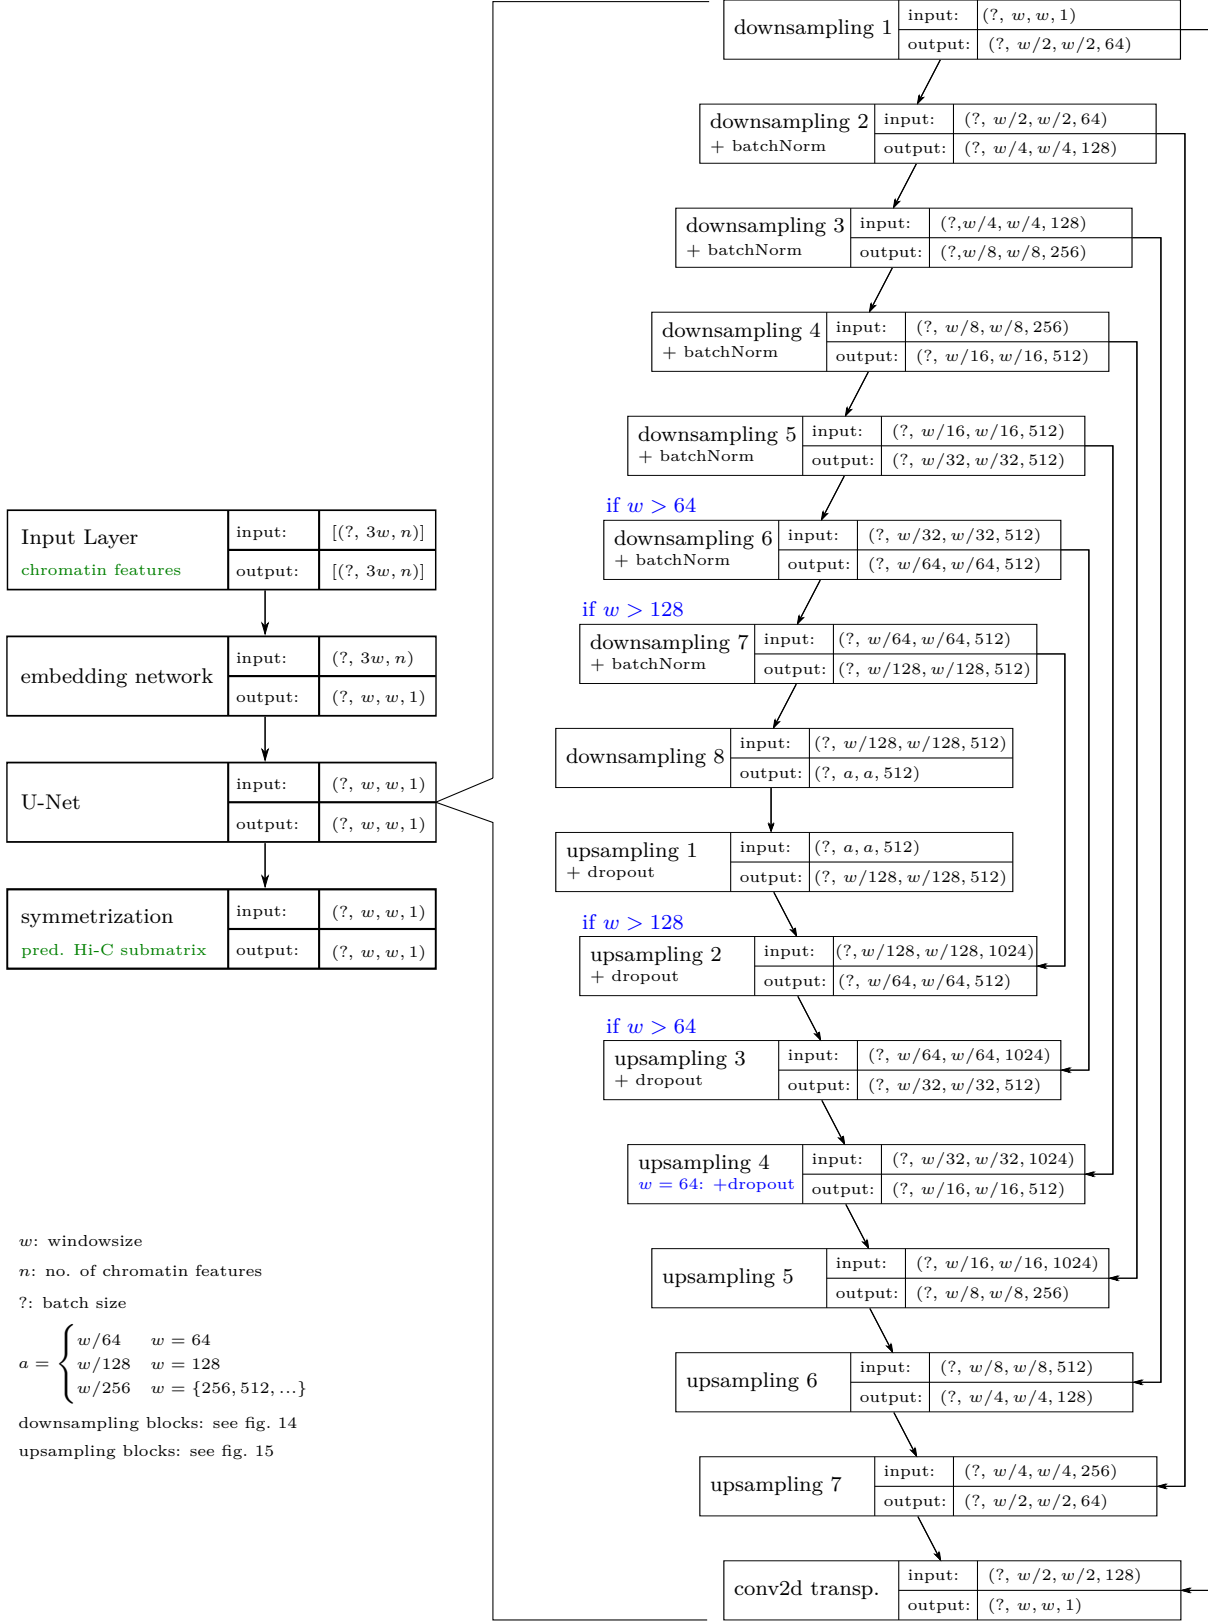 Input Layer
chromatin features
input: [(?, 3w, n)]
output: [(?, 3w, n)]
embedding network
input: (?, 3w, n)
output: (?, w, w, 1)
U-Net
input: (?, w, w, 1)
output: (?, w, w, 1)
symmetrization
pred. Hi-C submatrix
input: (?, w, w, 1)
output: (?, w, w, 1)
w: windowsize
n: no. of chromatin features
?: batch size
a = { w/64 w = 64
w/128 w = 128
w/256 w = {256, 512, ...}
downsampling blocks: see fig. 14
upsampling blocks: see fig. 15
downsampling 1
input: (?, w, w, 1)
output: (?, w/2, w/2, 64)
downsampling 2
+ batchNorm
input: (?, w/2, w/2, 64)
output: (?, w/4, w/4, 128)
downsampling 3
+ batchNorm
input: (?,w/4, w/4, 128)
output: (?,w/8, w/8, 256)
downsampling 4
+ batchNorm
input: (?, w/8, w/8, 256)
output: (?, w/16, w/16, 512)
downsampling 5
+ batchNorm
input: (?, w/16, w/16, 512)
output: (?, w/32, w/32, 512)
if w > 64
downsampling 6
+ batchNorm
input: (?, w/32, w/32, 512)
output: (?, w/64, w/64, 512)
if w > 128
downsampling 7
+ batchNorm
input: (?, w/64, w/64, 512)
output: (?, w/128, w/128, 512)
downsampling 8
input: (?, w/128, w/128, 512)
output: (?, a, a, 512)
upsampling 1
+ dropout
input: (?, a, a, 512)
output: (?, w/128, w/128, 512)
if w > 128
upsampling 2
+ dropout
input: (?, w/128, w/128, 1024)
output: (?, w/64, w/64, 512)
if w > 64
upsampling 3
+ dropout
input: (?, w/64, w/64, 1024)
output: (?, w/32, w/32, 512)
upsampling 4
w = 64: +dropout
input: (?, w/32, w/32, 1024)
output: (?, w/16, w/16, 512)
upsampling 5
input: (?, w/16, w/16, 1024)
output: (?, w/8, w/8, 256)
upsampling 6
input: (?, w/8, w/8, 512)
output: (?, w/4, w/4, 128)
upsampling 7
input: (?, w/4, w/4, 256)
output: (?, w/2, w/2, 64)
conv2d transp.
input: (?, w/2, w/2, 128)
output: (?, w, w, 1)